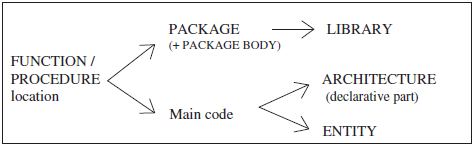 PACKAGE
(+ PACKAGE BODY)
LIBRARY
FUNCTION /
PROCEDURE
location
Main code
ARCHITECTURE
(declarative part)
ENTITY